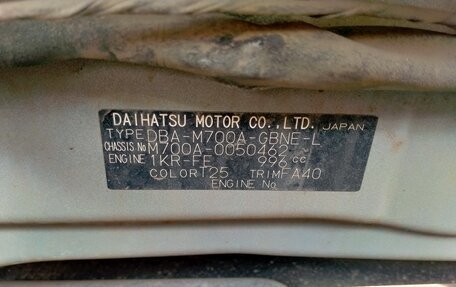 DAIHATSU MOTOR CO.,LTD. JAPAN
TYPE DBA-M700A-GBNE-L
CHASSIS No M700A-0050462
ENGINE 1KR-FE 996 cc
COLOR T25 TRIM FA40
ENGINE No